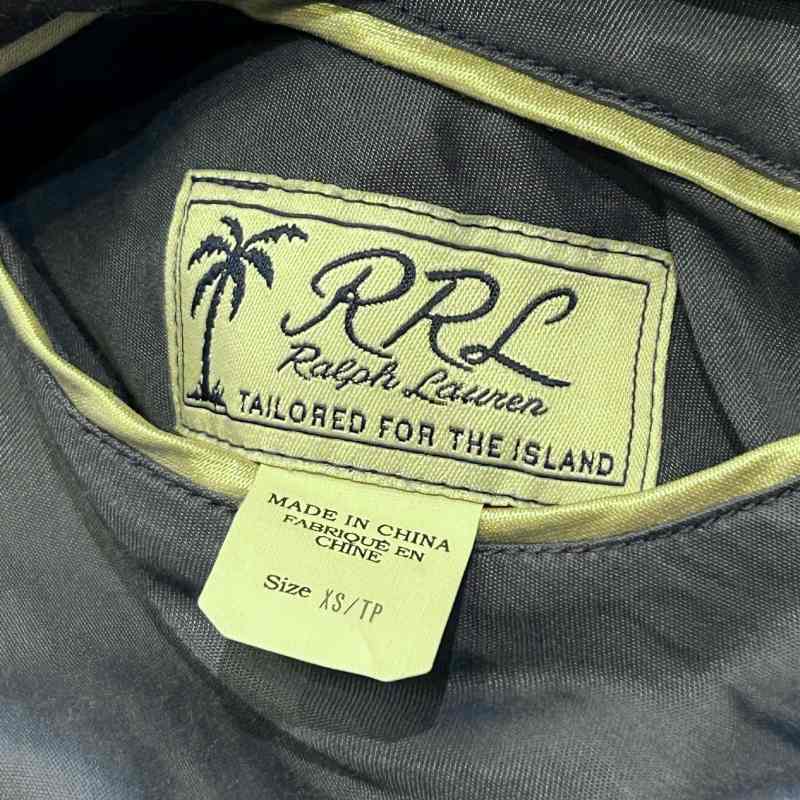 RRL
Ralph Lauren
TAILORED FOR THE ISLAND
MADE IN CHINA
FABRIQUÉ EN
CHINE
Size XS/TP